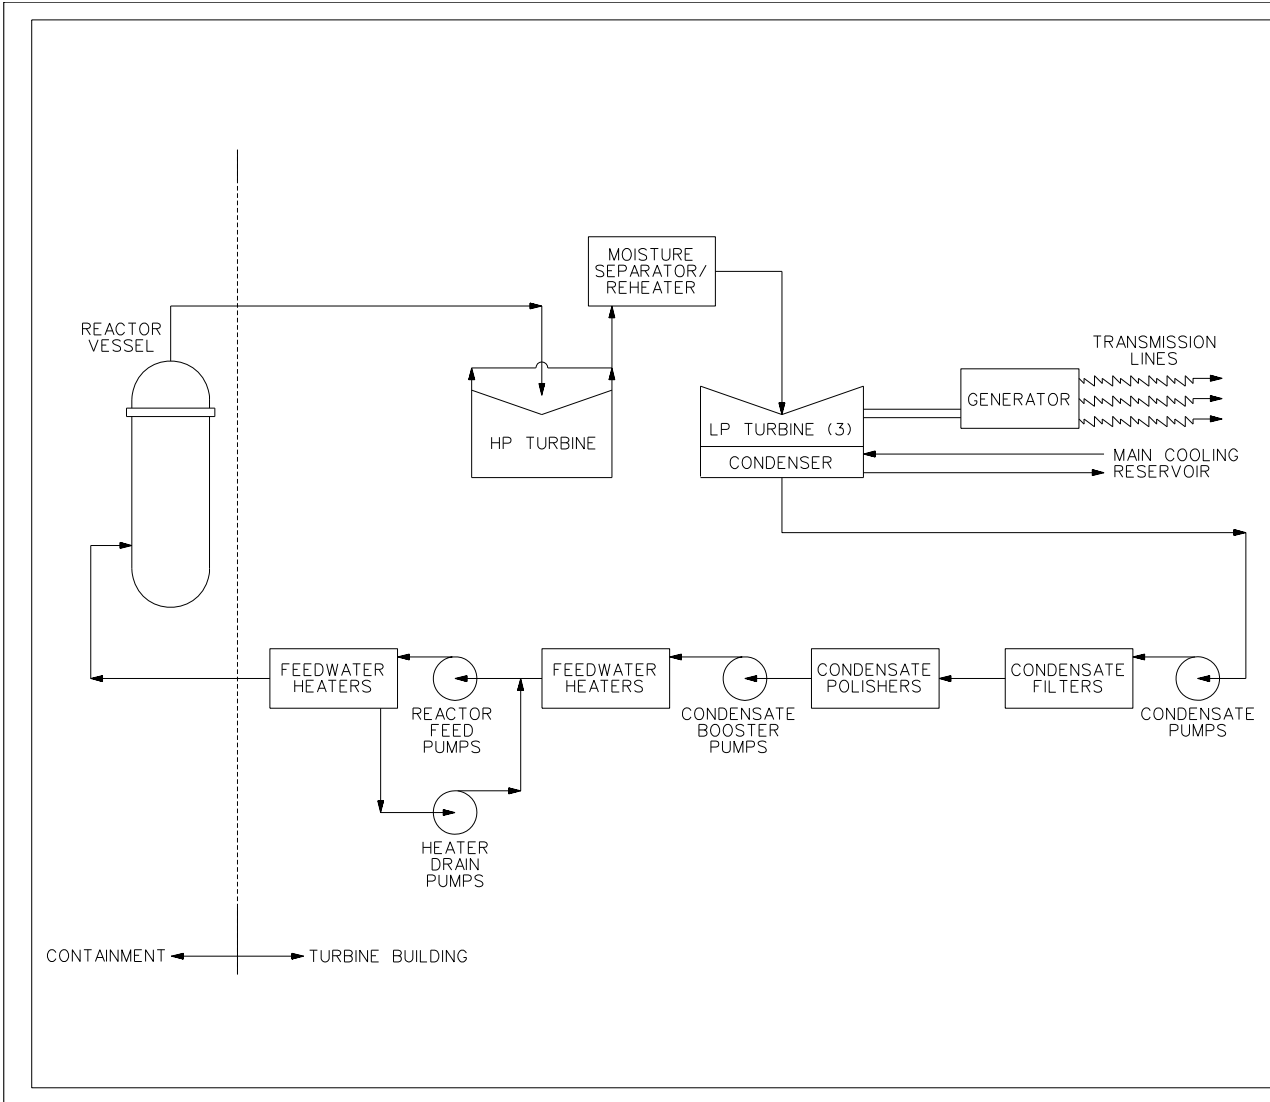 MOISTURE
SEPARATOR/
REHEATER
REACTOR
VESSEL
TRANSMISSION
LINES
GENERATOR
HP TURBINE
LP TURBINE (3)
CONDENSER
MAIN COOLING
RESERVOIR
FEEDWATER
HEATERS
REACTOR
FEED
PUMPS
FEEDWATER
HEATERS
CONDENSATE
BOOSTER
PUMPS
CONDENSATE
POLISHERS
CONDENSATE
FILTERS
CONDENSATE
PUMPS
HEATER
DRAIN
PUMPS
CONTAINMENT
TURBINE BUILDING